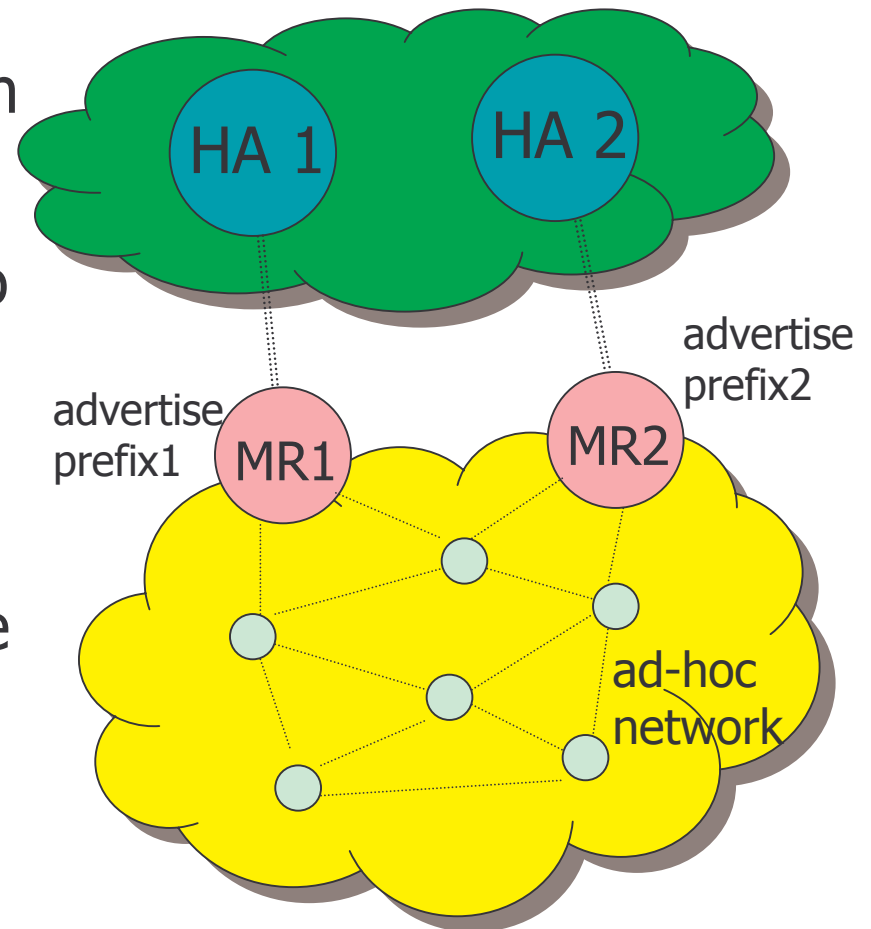 HA 1
HA 2
advertise
prefix2
advertise
prefix1
MR1
MR2
ad-hoc
network